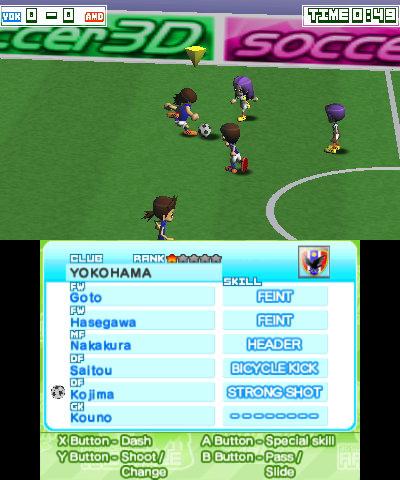 YOK 0 - 0 AMD
TIME 0:49
ccer3D
soccer
CLUB RANK
YOKOHAMA
SKILL
FW
Goto FEINT
FW
Hasegawa FEINT
MF
Nakakura HEADER
DF
Saitou BICYCLE KICK
DF
Kojima STRONG SHOT
GK
Kouno --------
X Button - Dash A Button - Special skill
Y Button - Shoot / B Button - Pass /
Change Slide